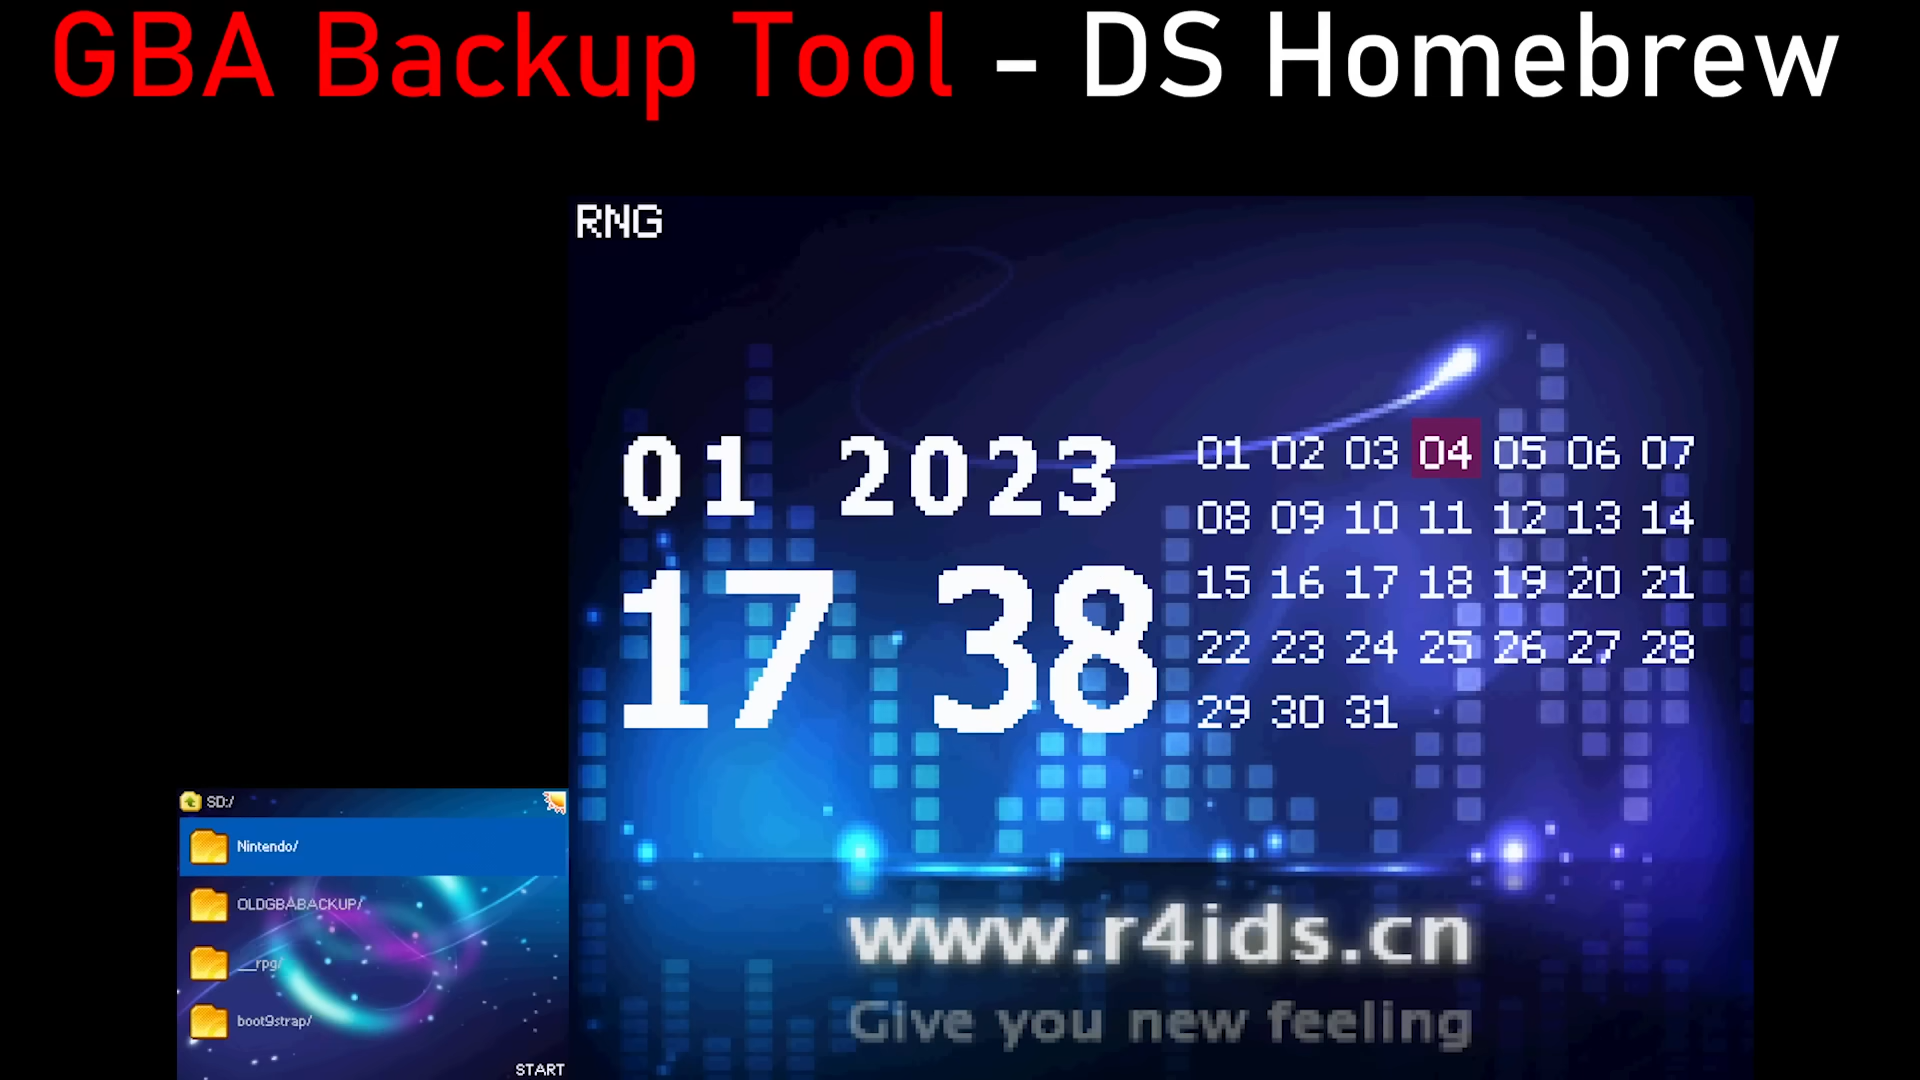 GBA Backup Tool - DS Homebrew
RNG
01 2023
17 38
01 02 03 04 05 06 07
08 09 10 11 12 13 14
15 16 17 18 19 20 21
22 23 24 25 26 27 28
29 30 31
www.r4ids.cn
Give you new feeling
SD:/
Nintendo/
OLDGBABACKUP/
__rpg/
boot9strap/
START